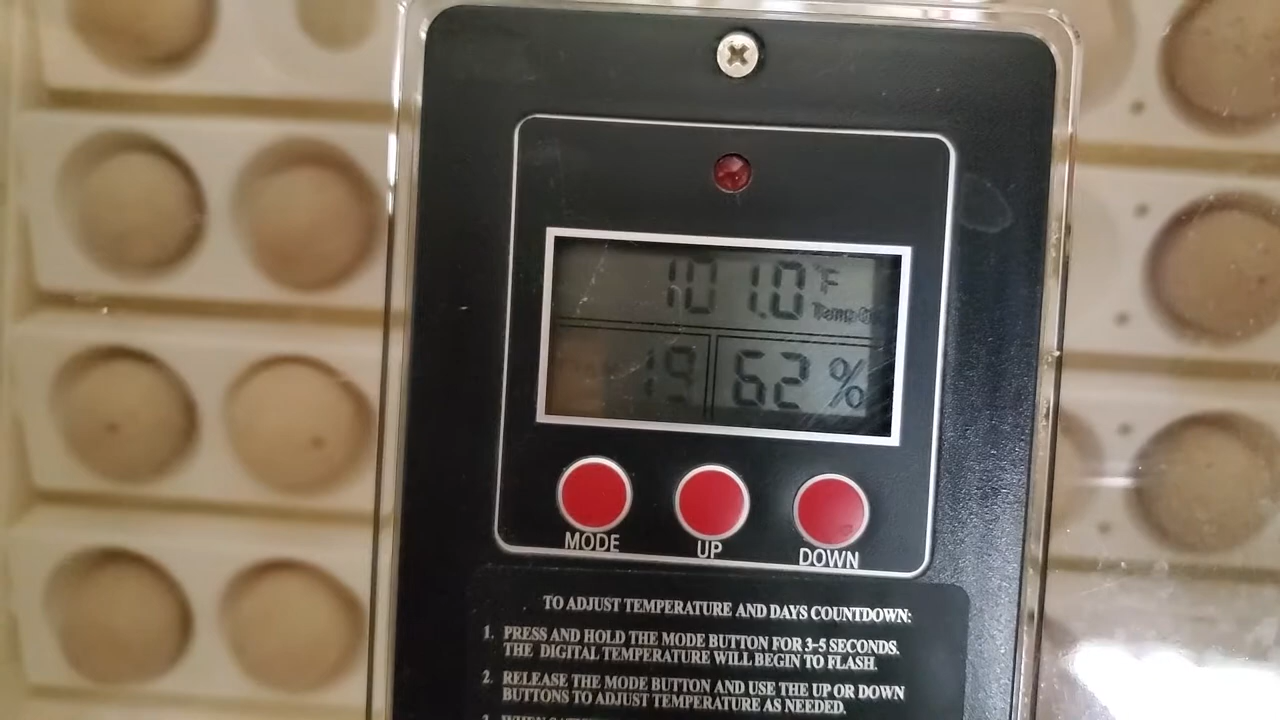 101.0 °F
Temp
19 62 %
MODE UP DOWN
TO ADJUST TEMPERATURE AND DAYS COUNTDOWN:
1. PRESS AND HOLD THE MODE BUTTON FOR 3-5 SECONDS.
THE DIGITAL TEMPERATURE WILL BEGIN TO FLASH.
2. RELEASE THE MODE BUTTON AND USE THE UP OR DOWN
BUTTONS TO ADJUST TEMPERATURE AS NEEDED.